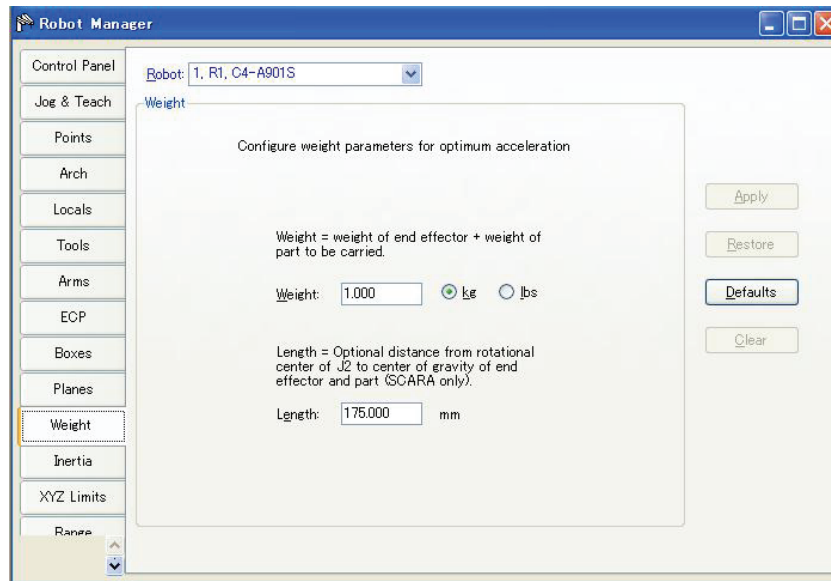 Robot Manager
Control Panel
Jog & Teach
Points
Arch
Locals
Tools
Arms
ECP
Boxes
Planes
Weight
Inertia
XYZ Limits
Range
Robot: 1, R1, C4-A901S
Weight
Configure weight parameters for optimum acceleration
Weight = weight of end effector + weight of
part to be carried.
Weight: 1.000 kg lbs
Length = Optional distance from rotational
center of J2 to center of gravity of end
effector and part (SCARA only).
Length: 175.000 mm
Apply
Restore
Defaults
Clear